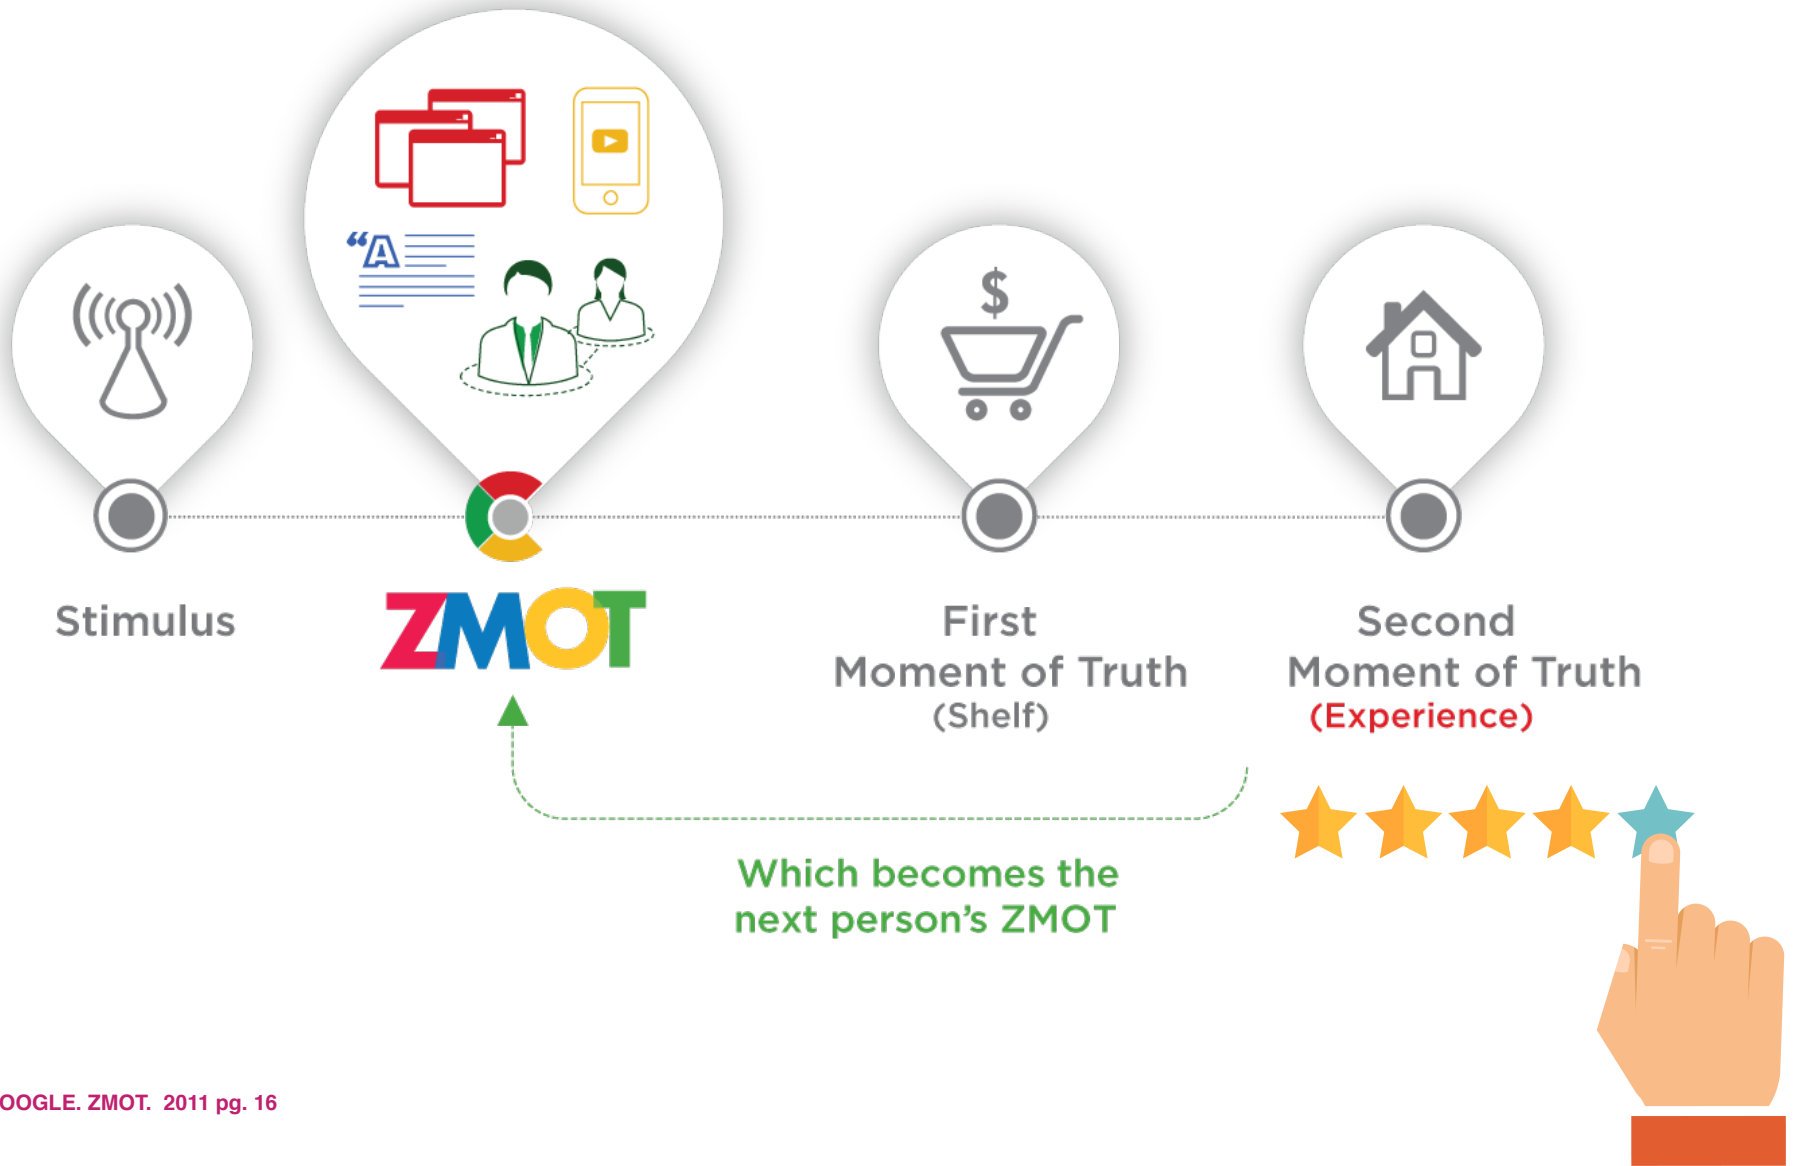 “A
$
Stimulus
ZMOT
First
Moment of Truth
(Shelf)
Second
Moment of Truth
(Experience)
Which becomes the
next person’s ZMOT
OOGLE. ZMOT. 2011 pg. 16